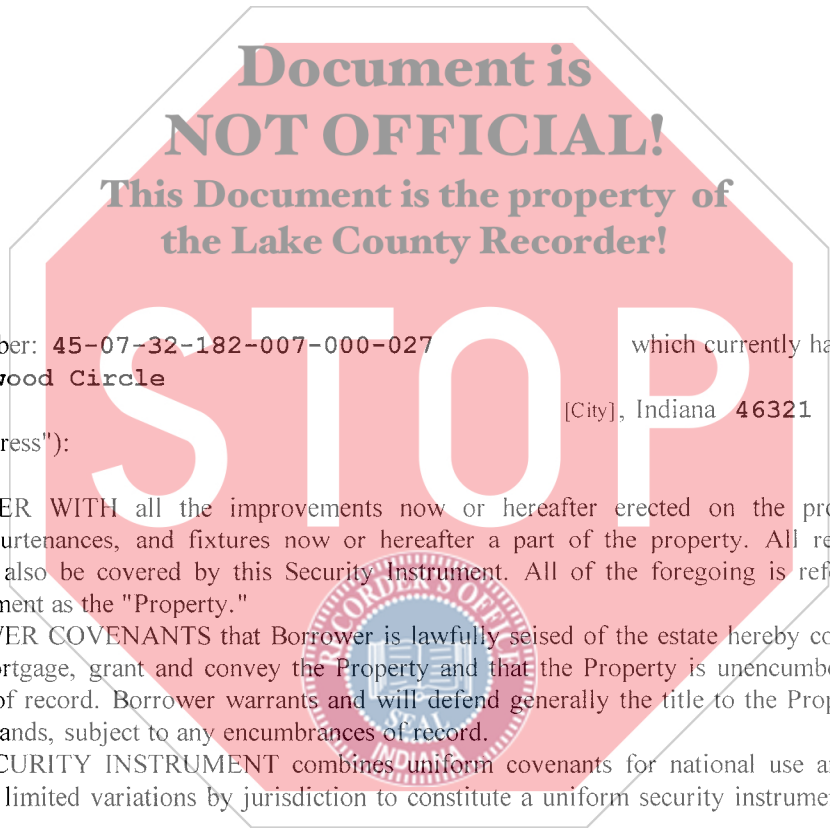 Document is
NOT OFFICIAL!
This Document is the property of
the Lake County Recorder!
STOP
ber: 45-07-32-182-007-000-027 which currently ha
wood Circle
[City], Indiana 46321
ress"):
ER WITH all the improvements now or hereafter erected on the pro
urtenances, and fixtures now or hereafter a part of the property. All re
also be covered by this Security Instrument. All of the foregoing is refe
ment as the "Property."
VER COVENANTS that Borrower is lawfully seised of the estate hereby co
ortgage, grant and convey the Property and that the Property is unencumbe
of record. Borrower warrants and will defend generally the title to the Prop
ands, subject to any encumbrances of record.
CURITY INSTRUMENT combines uniform covenants for national use an
limited variations by jurisdiction to constitute a uniform security instrume
RECORDER'S OFFICE
SEAL
INDIANA